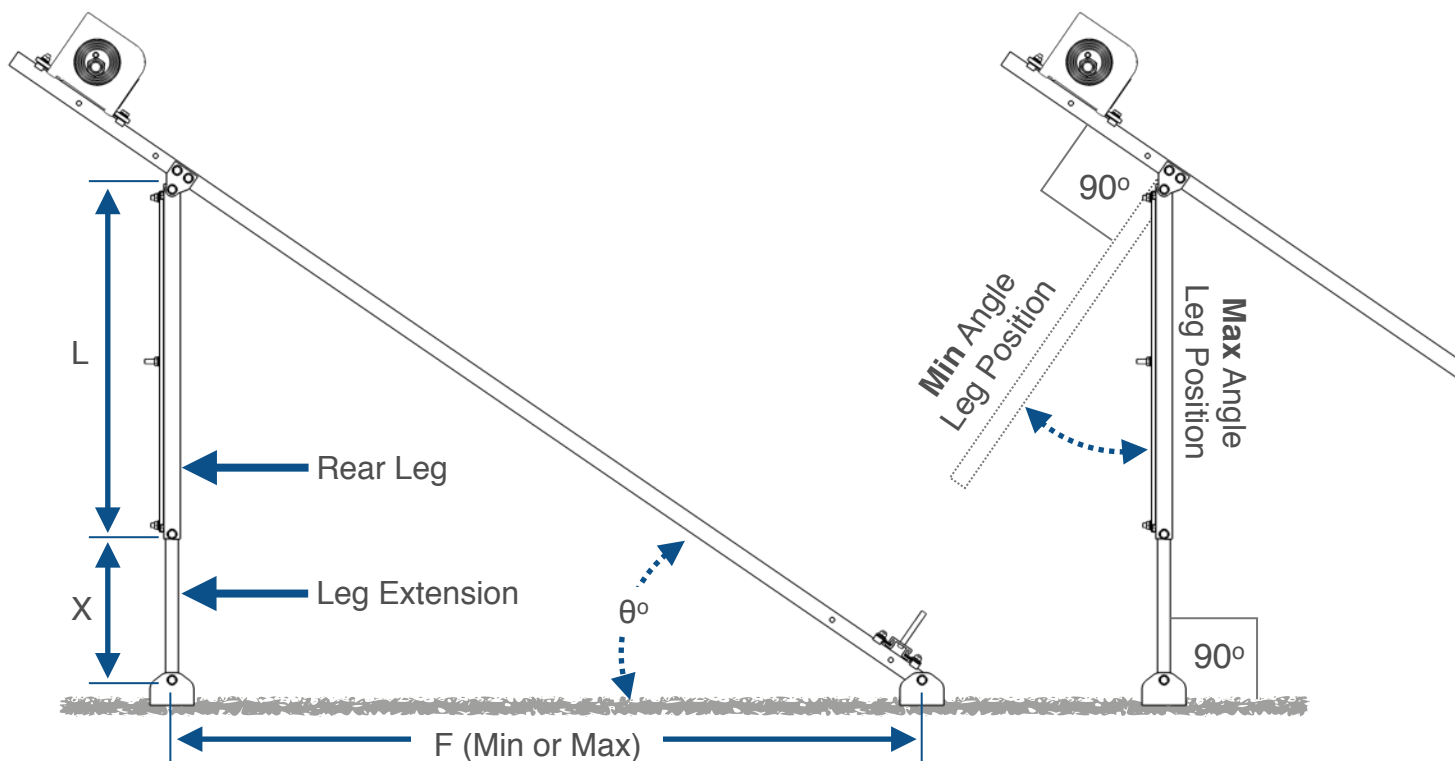 L
Rear Leg
X
Leg Extension
θº
F (Min or Max)
90º
Min Angle
Leg Position
Max Angle
Leg Position
90º